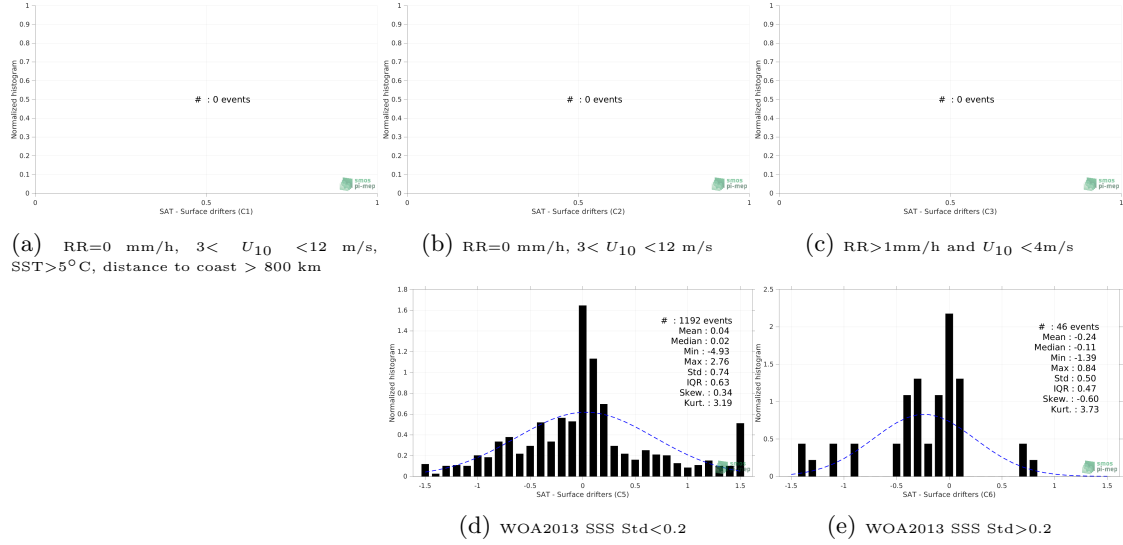 1
0.9
0.8
0.7
0.6
0.5
0.4
0.3
0.2
0.1
0
Normalized histogram
# : 0 events
smos
pi-mep
0 0.5 1
SAT - Surface drifters (C1)
1
0.9
0.8
0.7
0.6
0.5
0.4
0.3
0.2
0.1
0
Normalized histogram
# : 0 events
smos
pi-mep
0 0.5 1
SAT - Surface drifters (C2)
1
0.9
0.8
0.7
0.6
0.5
0.4
0.3
0.2
0.1
0
Normalized histogram
# : 0 events
smos
pi-mep
0 0.5 1
SAT - Surface drifters (C3)
(a) RR=0 mm/h, 3< U10 <12 m/s,
SST>5°C, distance to coast > 800 km
(b) RR=0 mm/h, 3< U10 <12 m/s
(c) RR>1mm/h and U10 <4m/s
1.8
1.6
1.4
1.2
1
0.8
0.6
0.4
0.2
0
Normalized histogram
# : 1192 events
Mean : 0.04
Median : 0.02
Min : -4.93
Max : 2.76
Std : 0.74
IQR : 0.63
Skew. : 0.34
Kurt. : 3.19
smos
pi-mep
-1.5 -1 -0.5 0 0.5 1 1.5
SAT - Surface drifters (C5)
2.5
2
1.5
1
0.5
0
Normalized histogram
# : 46 events
Mean : -0.24
Median : -0.11
Min : -1.39
Max : 0.84
Std : 0.50
IQR : 0.47
Skew. : -0.60
Kurt. : 3.73
smos
pi-mep
-1.5 -1 -0.5 0 0.5 1 1.5
SAT - Surface drifters (C6)
(d) WOA2013 SSS Std<0.2
(e) WOA2013 SSS Std>0.2